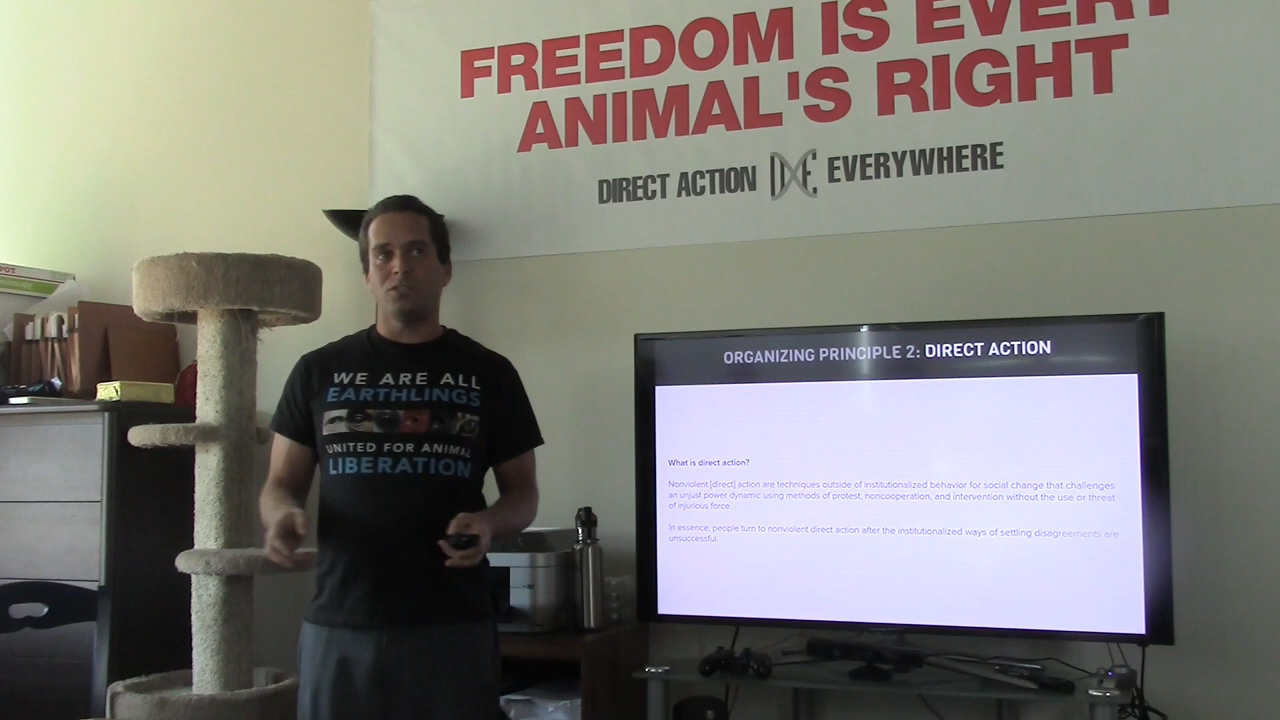 FREEDOM IS EVERY
ANIMAL'S RIGHT
DIRECT ACTION DXE EVERYWHERE
WE ARE ALL
EARTHLINGS
UNITED FOR ANIMAL
LIBERATION
ORGANIZING PRINCIPLE 2: DIRECT ACTION
What is direct action?
Nonviolent [direct] action are techniques outside of institutionalized behavior for social change that challenges
an unjust power dynamic using methods of protest, noncooperation, and intervention without the use or threat
of injurious force.
In essence, people turn to nonviolent direct action after the institutionalized ways of settling disagreements are
unsuccessful.